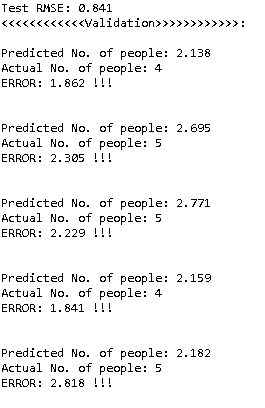 Test RMSE: 0.841
<<<<<<<<<<<<Validation>>>>>>>>>>>>:
Predicted No. of people: 2.138
Actual No. of people: 4
ERROR: 1.862 !!!
Predicted No. of people: 2.695
Actual No. of people: 5
ERROR: 2.305 !!!
Predicted No. of people: 2.771
Actual No. of people: 5
ERROR: 2.229 !!!
Predicted No. of people: 2.159
Actual No. of people: 4
ERROR: 1.841 !!!
Predicted No. of people: 2.182
Actual No. of people: 5
ERROR: 2.818 !!!